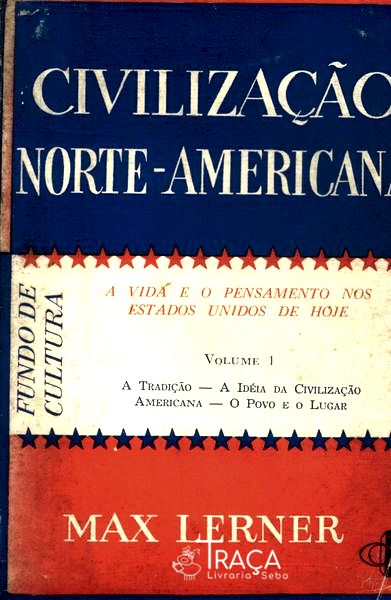 CIVILIZAÇÃO
NORTE-AMERICANA
FUNDO DE
CULTURA
A VIDA E O PENSAMENTO NOS
ESTADOS UNIDOS DE HOJE
VOLUME 1
A TRADIÇÃO — A IDÉIA DA CIVILIZAÇÃO
AMERICANA — O POVO E O LUGAR
MAX LERNER
TRAÇA
Livraria Sebo